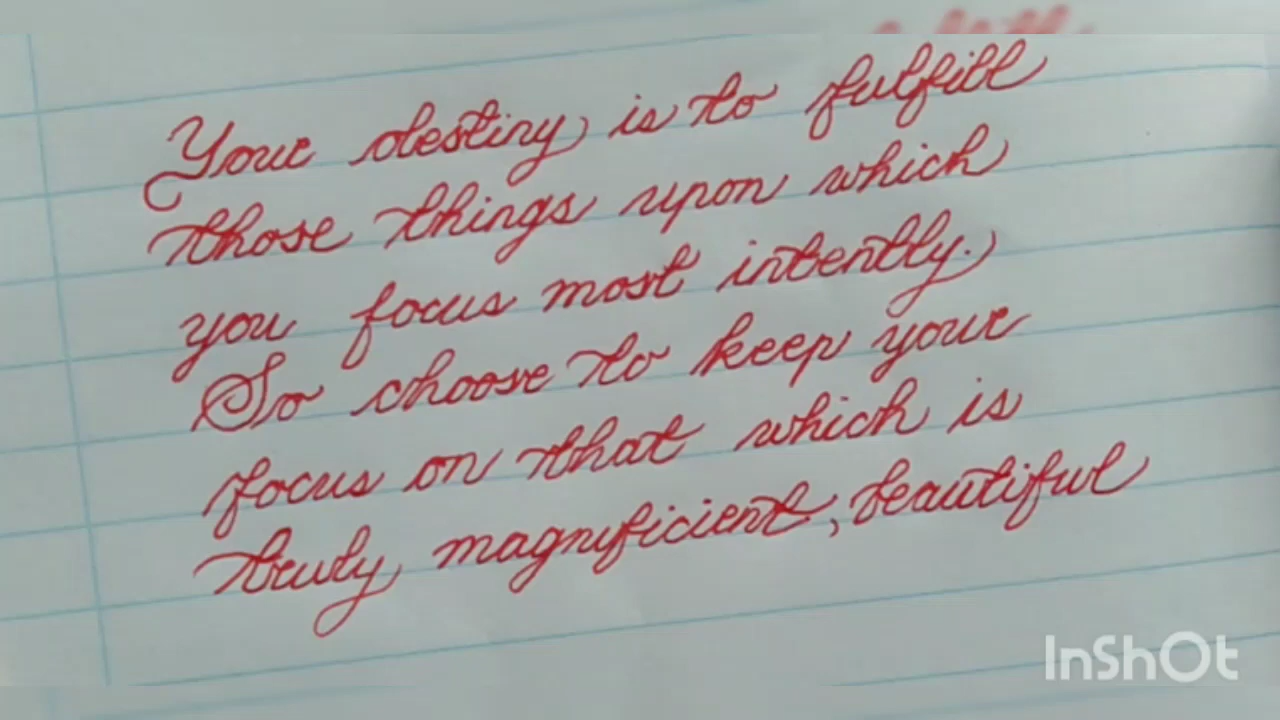 Your destiny is to fulfill
those things upon which
you focus most intently.
So choose to keep your
focus on that which is
truly magnificient, beautiful
InShOt